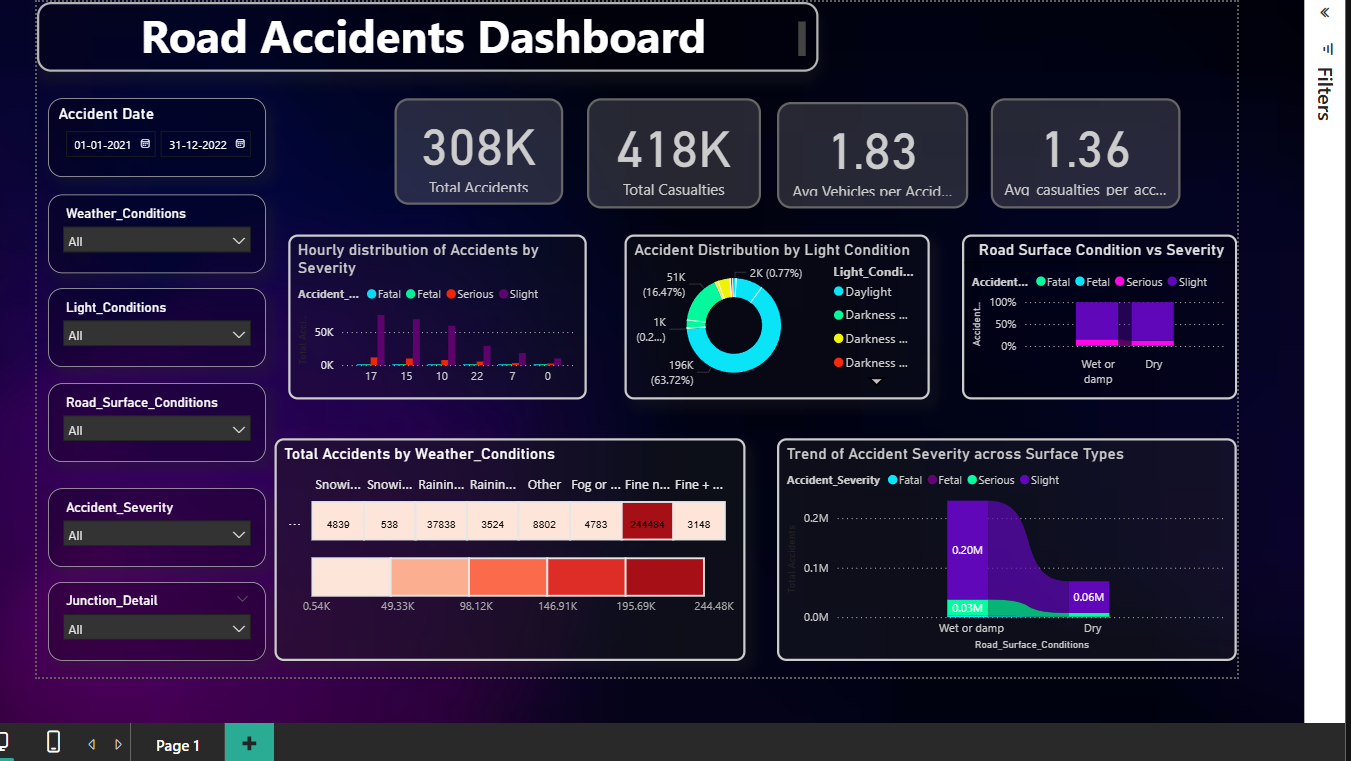 Road Accidents Dashboard
«
Filters
Accident Date
01-01-2021
31-12-2022
308K
Total Accidents
418K
Total Casualties
1.83
Avg Vehicles per Accid...
1.36
Avg casualties per acc...
Weather_Conditions
All
Light_Conditions
All
Road_Surface_Conditions
All
Accident_Severity
All
Junction_Detail
All
Hourly distribution of Accidents by
Severity
Accident_... Fatal Fetal Serious Slight
50K
0K
17 15 10 22 7 0
Accident Distribution by Light Condition
51K
(16.47%)
2K (0.77%)
1K
(0.2...)
196K
(63.72%)
Light_Condi...
Daylight
Darkness ...
Darkness ...
Darkness ...
Road Surface Condition vs Severity
Accident... Fatal Fetal Serious Slight
Accident...
100%
50%
0%
Wet or
damp
Dry
Total Accidents by Weather_Conditions
Snowi... Snowi... Rainin... Rainin... Other Fog or ... Fine n... Fine + ...
... 4839 538 37838 3524 8802 4783 244484 3148
0.54K 49.33K 98.12K 146.91K 195.69K 244.48K
Trend of Accident Severity across Surface Types
Accident_Severity Fatal Fetal Serious Slight
Total Accidents
0.2M
0.1M
0.0M
0.20M
0.03M
0.06M
Wet or damp Dry
Road_Surface_Conditions
Page 1
+